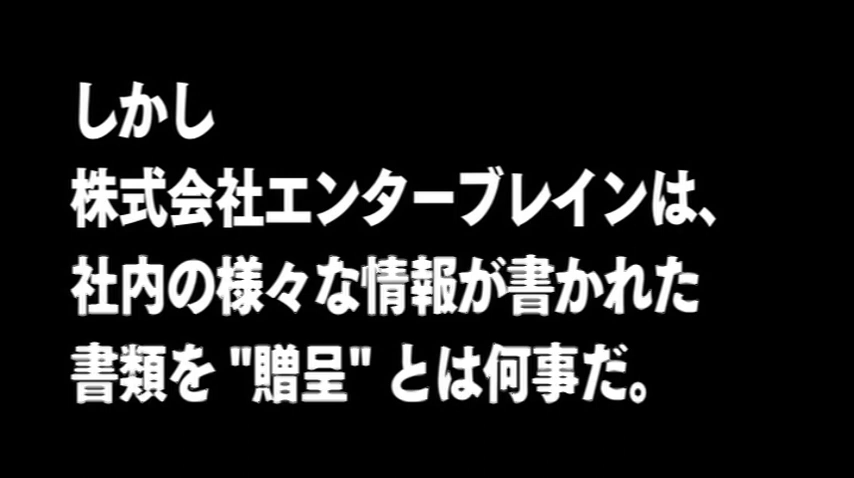 しかし
株式会社エンターブレインは、
社内の様々な情報が書かれた
書類を "贈呈" とは何事だ。